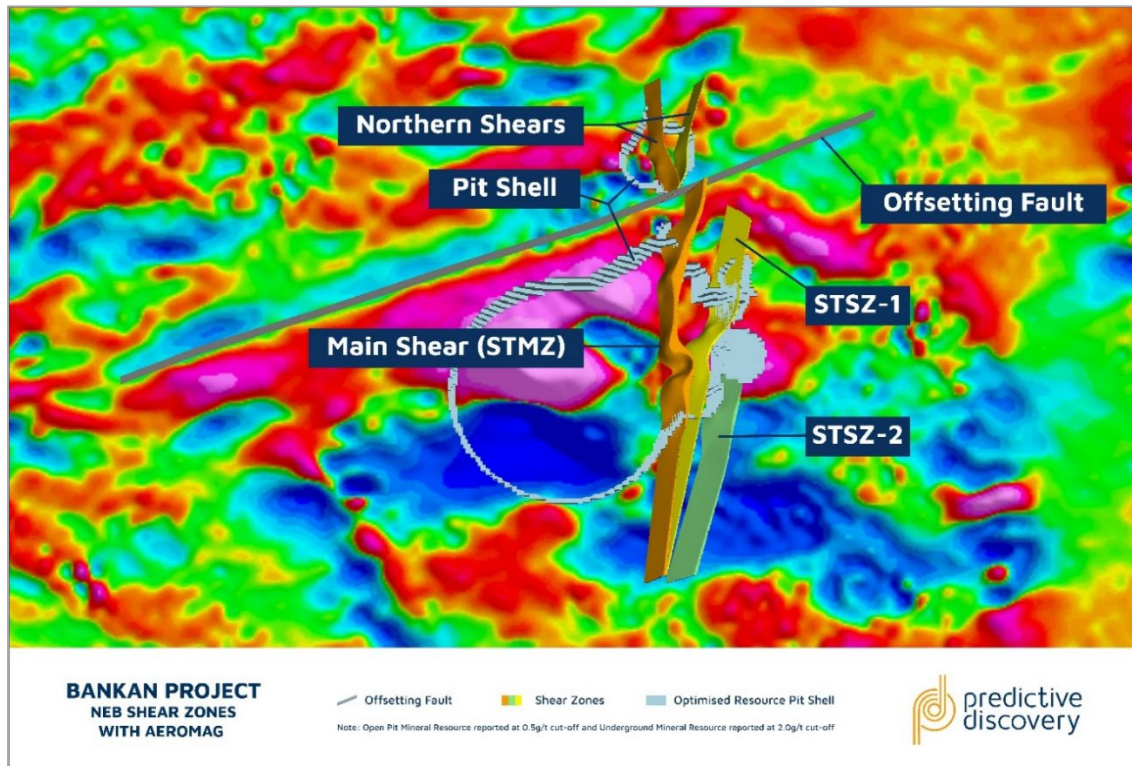 Northern Shears
Pit Shell
Offsetting Fault
STSZ-1
Main Shear (STMZ)
STSZ-2
BANKAN PROJECT
NEB SHEAR ZONES
WITH AEROMAG
Offsetting Fault
Shear Zones
Optimised Resource Pit Shell
Note: Open Pit Mineral Resource reported at 0.5g/t cut-off and Underground Mineral Resource reported at 2.0g/t cut-off
predictive
discovery